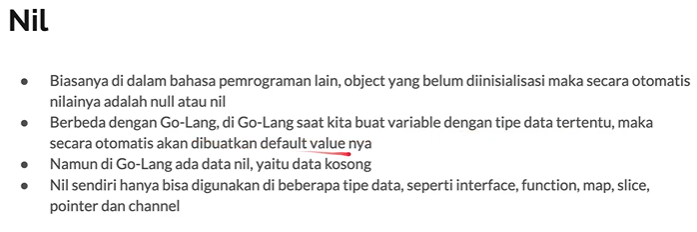 Nil
• Biasanya di dalam bahasa pemrograman lain, object yang belum diinisialisasi maka secara otomatis
nilainya adalah null atau nil
• Berbeda dengan Go-Lang, di Go-Lang saat kita buat variable dengan tipe data tertentu, maka
secara otomatis akan dibuatkan default value nya
• Namun di Go-Lang ada data nil, yaitu data kosong
• Nil sendiri hanya bisa digunakan di beberapa tipe data, seperti interface, function, map, slice,
pointer dan channel